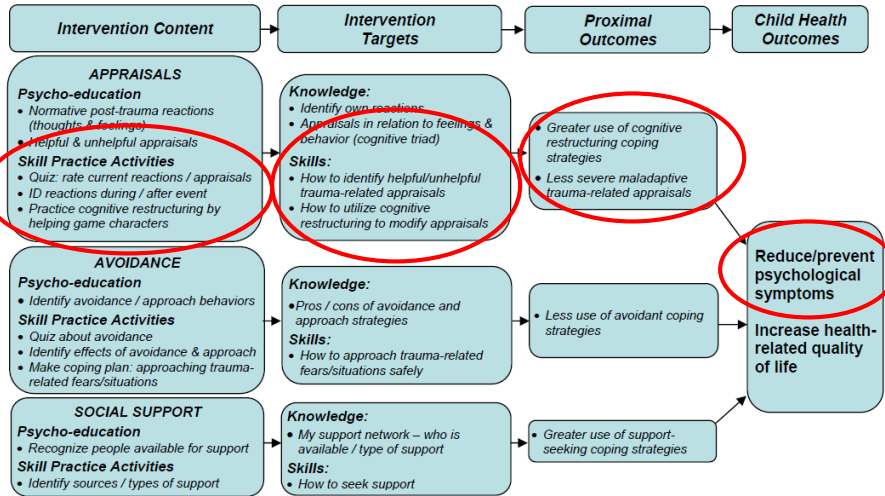 Intervention Content
Intervention
Targets
Proximal
Outcomes
Child Health
Outcomes
APPRAISALS
Psycho-education
• Normative post-trauma reactions
(thoughts & feelings)
• Helpful & unhelpful appraisals
Skill Practice Activities
• Quiz: rate current reactions / appraisals
• ID reactions during / after event
• Practice cognitive restructuring by
helping game characters
Knowledge:
• Identify own reactions
• Appraisals in relation to feelings &
behavior (cognitive triad)
Skills:
• How to identify helpful/unhelpful
trauma-related appraisals
• How to utilize cognitive
restructuring to modify appraisals
• Greater use of cognitive
restructuring coping
strategies
• Less severe maladaptive
trauma-related appraisals
AVOIDANCE
Psycho-education
• Identify avoidance / approach behaviors
Skill Practice Activities
• Quiz about avoidance
• Identify effects of avoidance & approach
• Make coping plan: approaching trauma-
related fears/situations
Knowledge:
•Pros / cons of avoidance and
approach strategies
Skills:
• How to approach trauma-related
fears/situations safely
• Less use of avoidant coping
strategies
Reduce/prevent
psychological
symptoms
Increase health-
related quality
of life
SOCIAL SUPPORT
Psycho-education
• Recognize people available for support
Skill Practice Activities
• Identify sources / types of support
Knowledge:
• My support network – who is
available / type of support
Skills:
• How to seek support
• Greater use of support-
seeking coping strategies